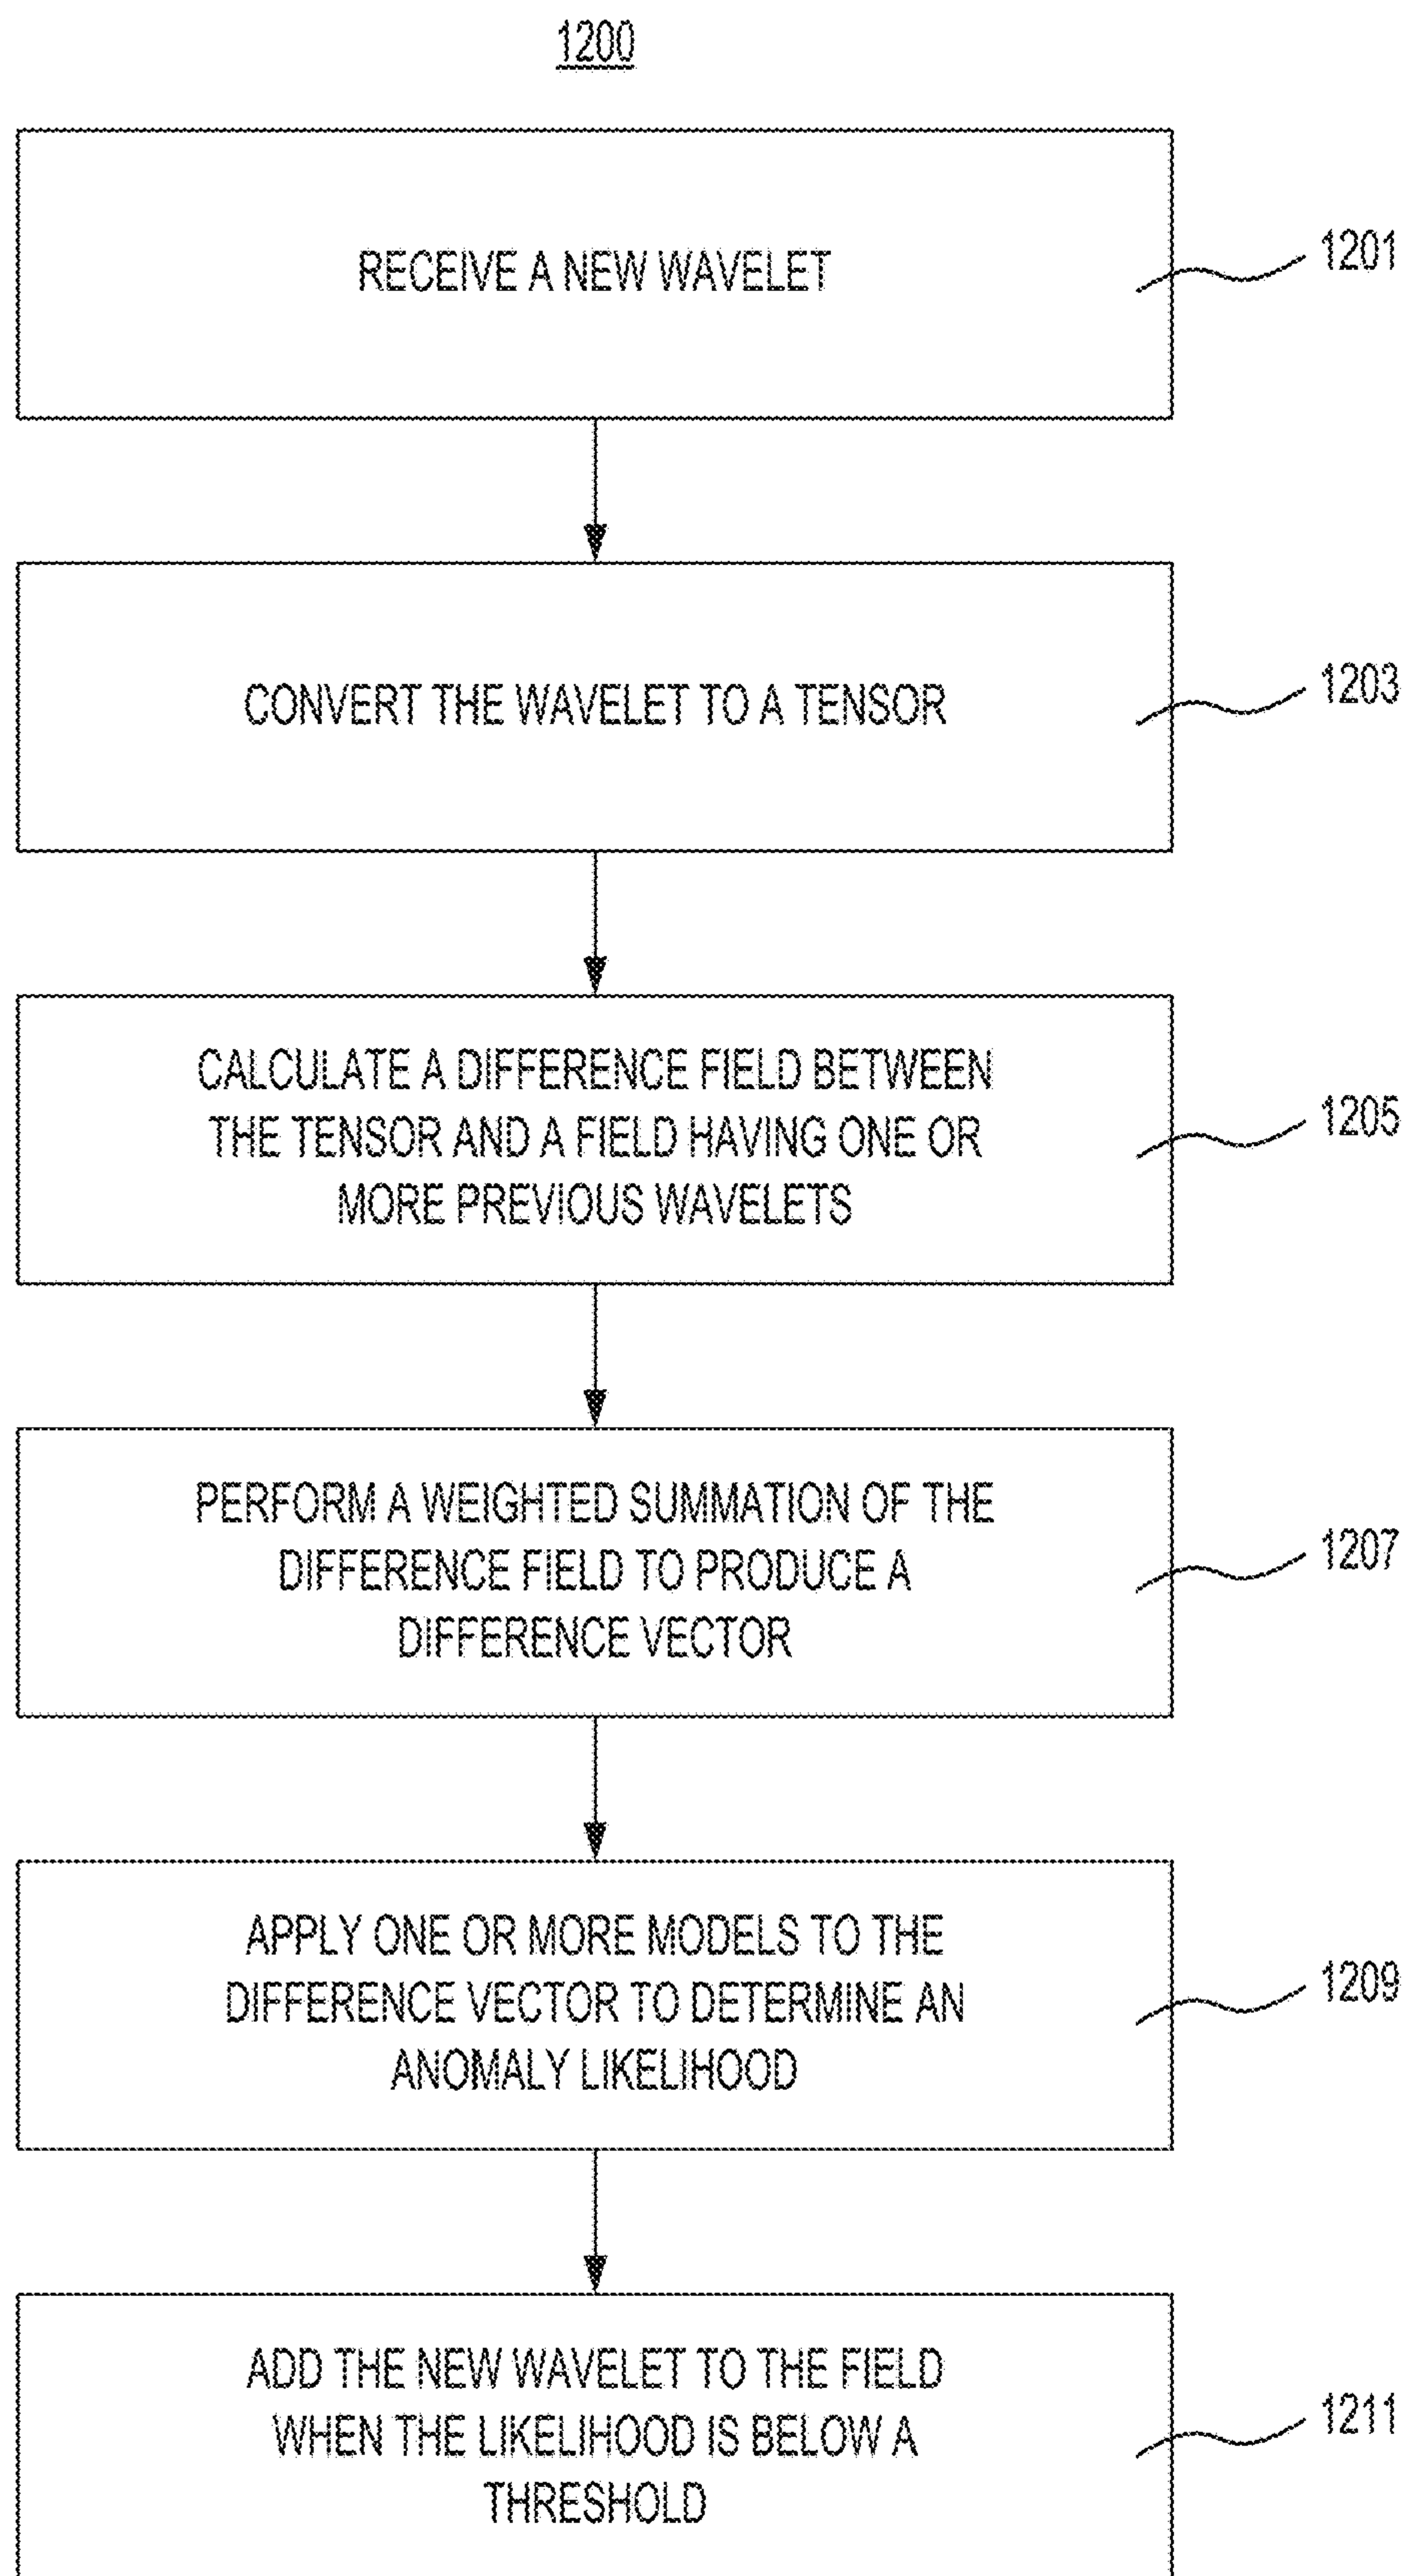 1200
RECEIVE A NEW WAVELET
1201
CONVERT THE WAVELET TO A TENSOR
1203
CALCULATE A DIFFERENCE FIELD BETWEEN
THE TENSOR AND A FIELD HAVING ONE OR
MORE PREVIOUS WAVELETS
1205
PERFORM A WEIGHTED SUMMATION OF THE
DIFFERENCE FIELD TO PRODUCE A
DIFFERENCE VECTOR
1207
APPLY ONE OR MORE MODELS TO THE
DIFFERENCE VECTOR TO DETERMINE AN
ANOMALY LIKELIHOOD
1209
ADD THE NEW WAVELET TO THE FIELD
WHEN THE LIKELIHOOD IS BELOW A
THRESHOLD
1211